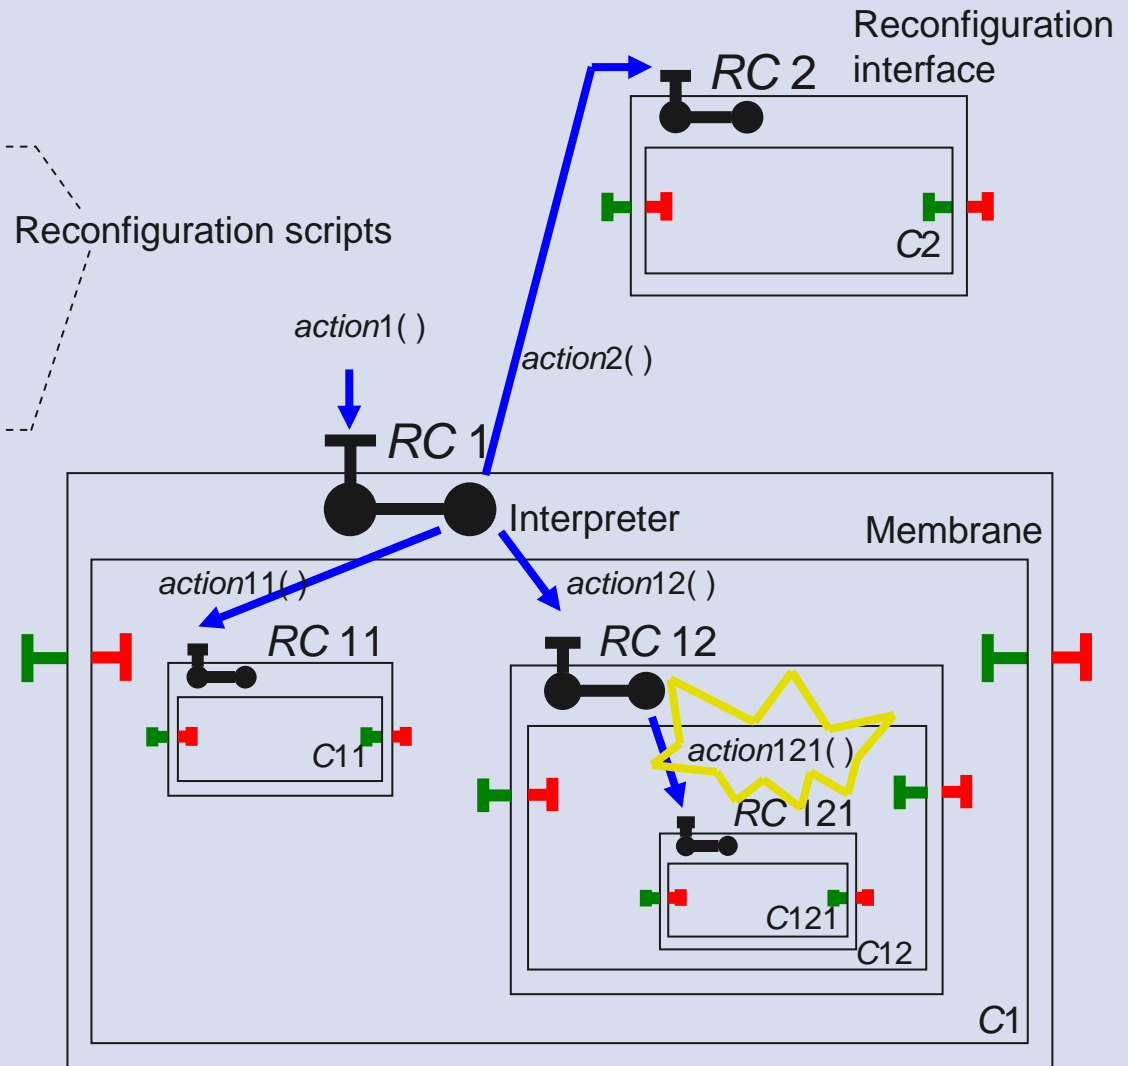 Reconfiguration
interface
RC 2
Reconfiguration scripts
C2
action1( )
action2( )
RC 1
Interpreter
Membrane
action11( )
action12( )
RC 11
RC 12
C11
action121( )
RC 121
C121
C12
C1